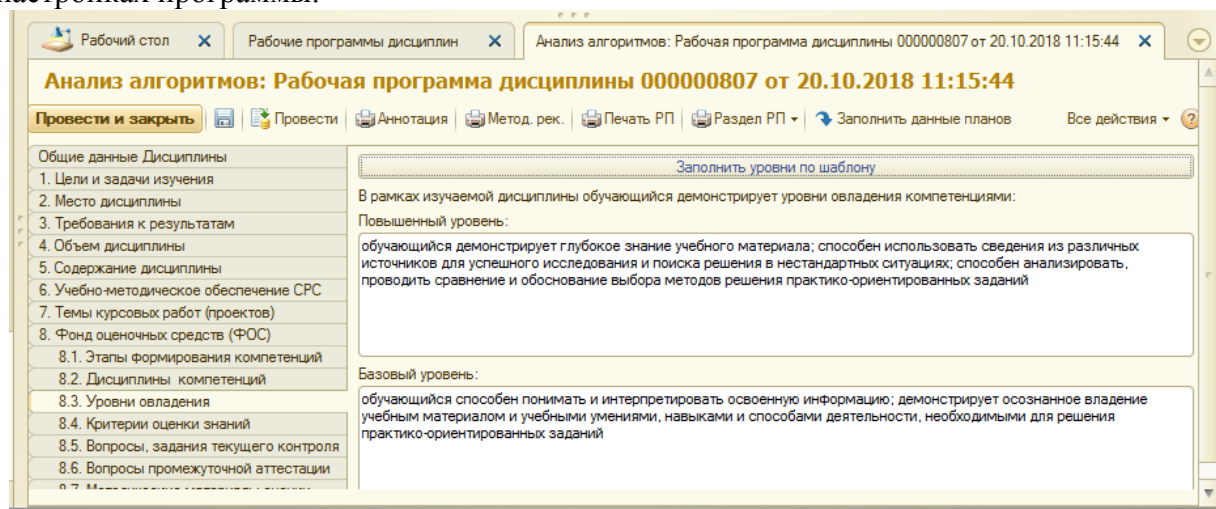 настройках программы.
Рабочий стол
Рабочие программы дисциплин
Анализ алгоритмов: Рабочая программа дисциплины 000000807 от 20.10.2018 11:15:44
Анализ алгоритмов: Рабочая программа дисциплины 000000807 от 20.10.2018 11:15:44
Провести и закрыть Провести Аннотация Метод. рек. Печать РП Раздел РП Заполнить данные планов Все действия ?
Общие данные Дисциплины
1. Цели и задачи изучения
2. Место дисциплины
3. Требования к результатам
4. Объем дисциплины
5. Содержание дисциплины
6. Учебно-методическое обеспечение СРС
7. Темы курсовых работ (проектов)
8. Фонд оценочных средств (ФОС)
8.1. Этапы формирования компетенций
8.2. Дисциплины компетенций
8.3. Уровни овладения
8.4. Критерии оценки знаний
8.5. Вопросы, задания текущего контроля
8.6. Вопросы промежуточной аттестации
Заполнить уровни по шаблону
В рамках изучаемой дисциплины обучающийся демонстрирует уровни овладения компетенциями:
Повышенный уровень:
обучающийся демонстрирует глубокое знание учебного материала; способен использовать сведения из различных
источников для успешного исследования и поиска решения в нестандартных ситуациях; способен анализировать,
проводить сравнение и обоснование выбора методов решения практико-ориентированных заданий
Базовый уровень:
обучающийся способен понимать и интерпретировать освоенную информацию; демонстрирует осознанное владение
учебным материалом и учебными умениями, навыками и способами деятельности, необходимыми для решения
практико-ориентированных заданий